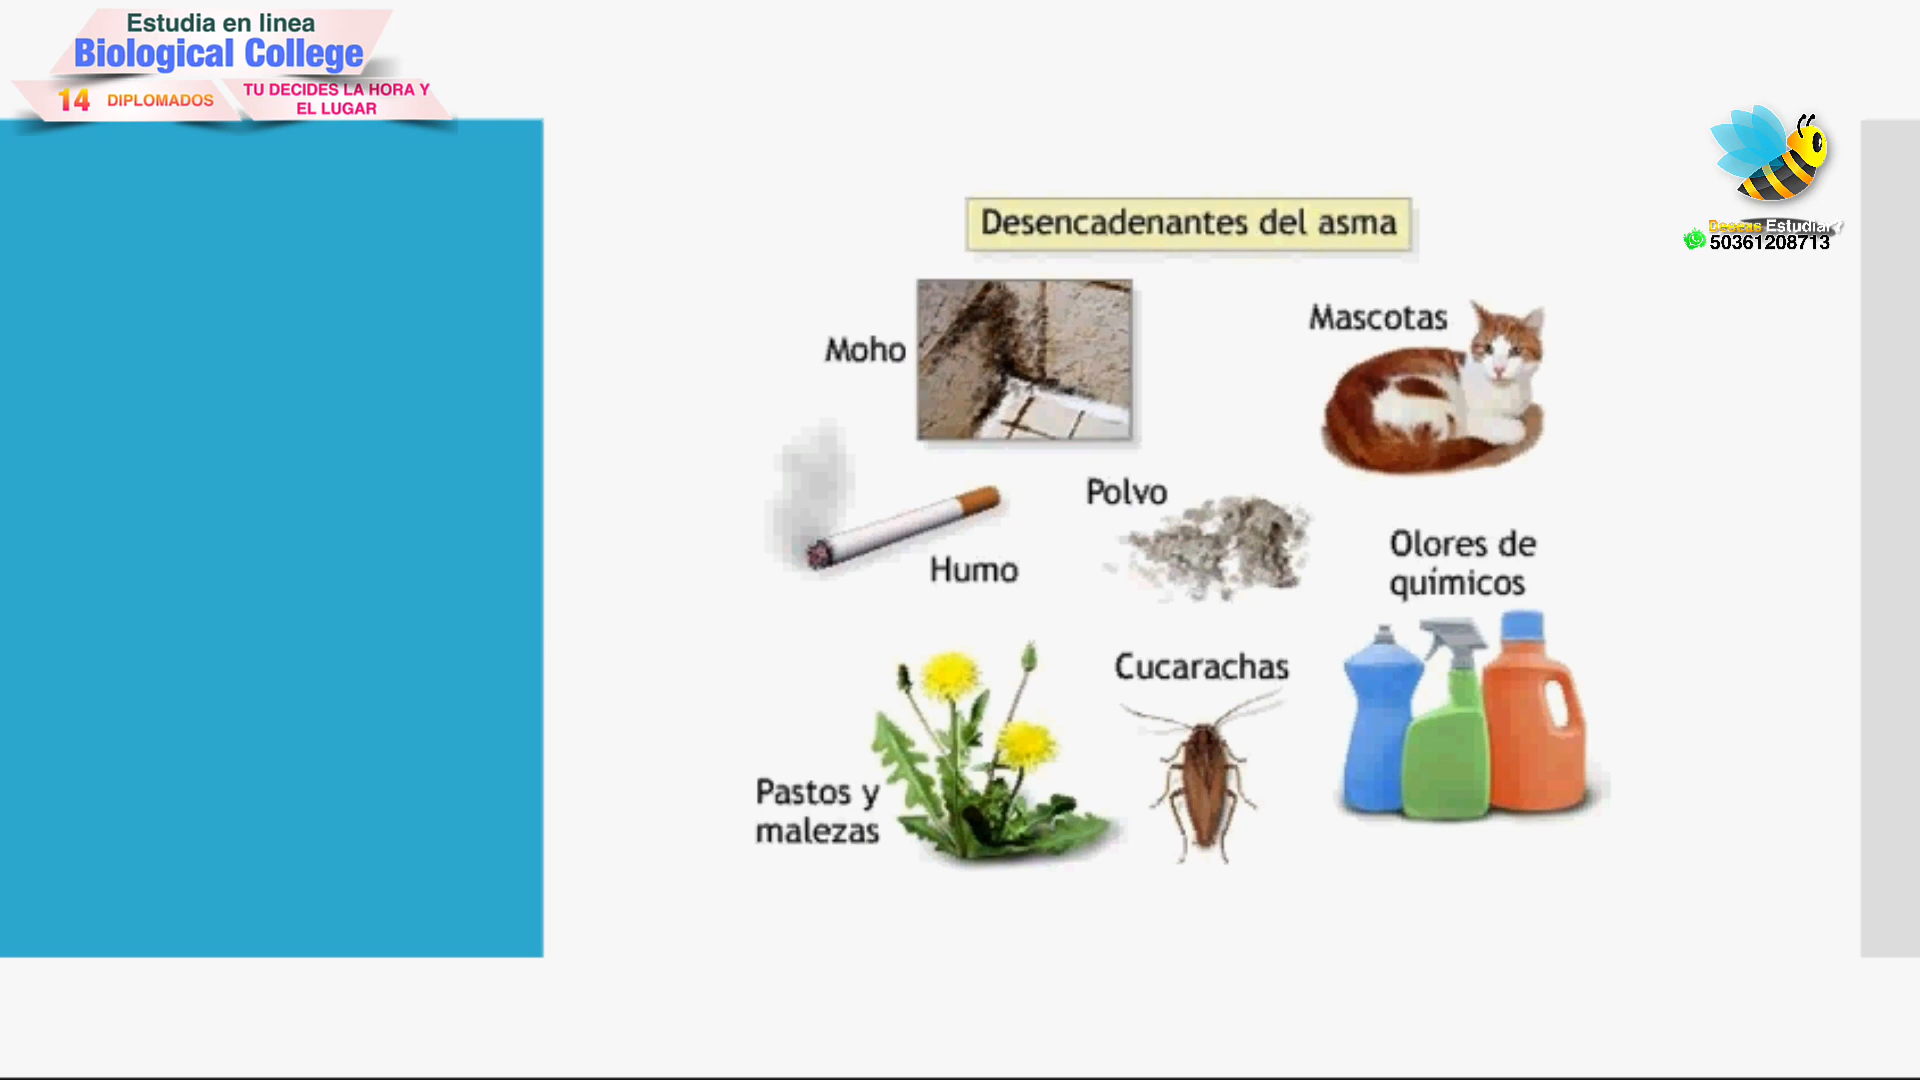 Estudia en linea
Biological College
14 DIPLOMADOS
TU DECIDES LA HORA Y
EL LUGAR
Deseas Estudiar?
50361208713
Desencadenantes del asma
Moho
Mascotas
Polvo
Humo
Olores de
químicos
Cucarachas
Pastos y
malezas